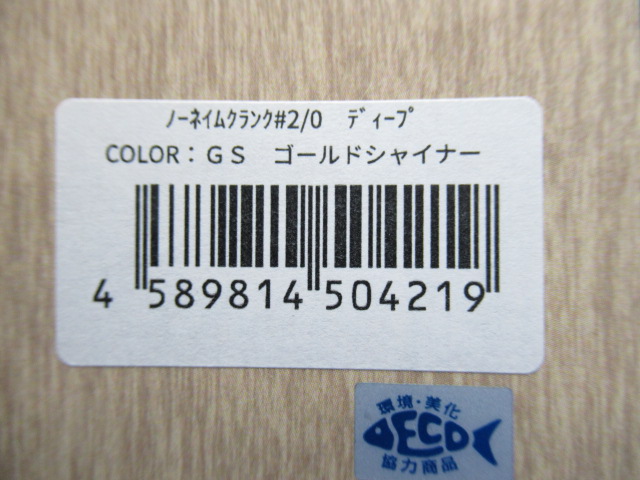 ﾉｰﾈｲﾑｸﾗﾝｸ#2/0　ﾃﾞｨｰﾌﾟ
COLOR：ＧＳ　ゴールドシャイナー
4 589814 504219
環境・美化
ECO
協力商品